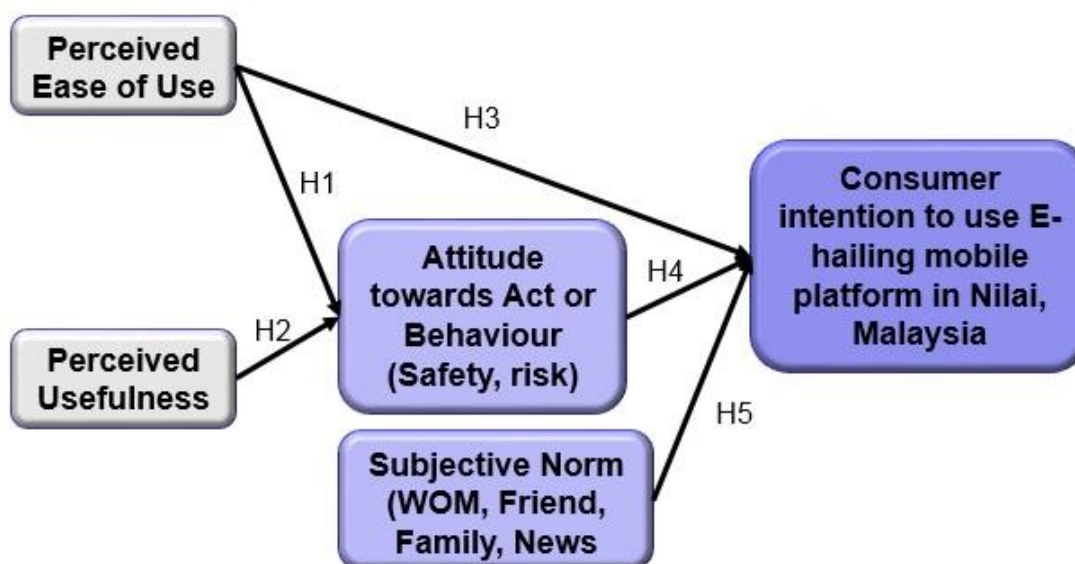 Perceived
Ease of Use
H3
H1
Consumer
intention to use E-
hailing mobile
platform in Nilai,
Malaysia
Attitude
towards Act or
Behaviour
(Safety, risk)
H4
H2
Perceived
Usefulness
H5
Subjective Norm
(WOM, Friend,
Family, News